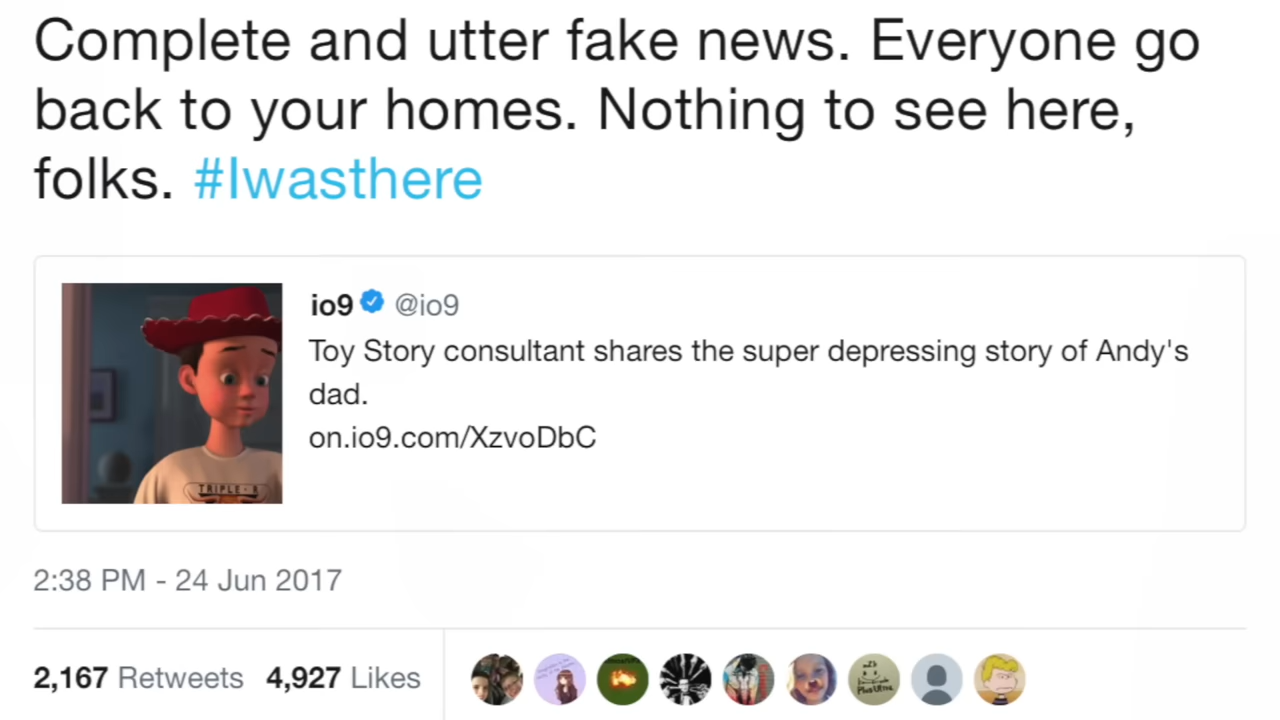 Complete and utter fake news. Everyone go
back to your homes. Nothing to see here,
folks. #Iwasthere
io9 @io9
Toy Story consultant shares the super depressing story of Andy's
dad.
on.io9.com/XzvoDbC
TRIPLE-R
2:38 PM - 24 Jun 2017
2,167 Retweets 4,927 Likes